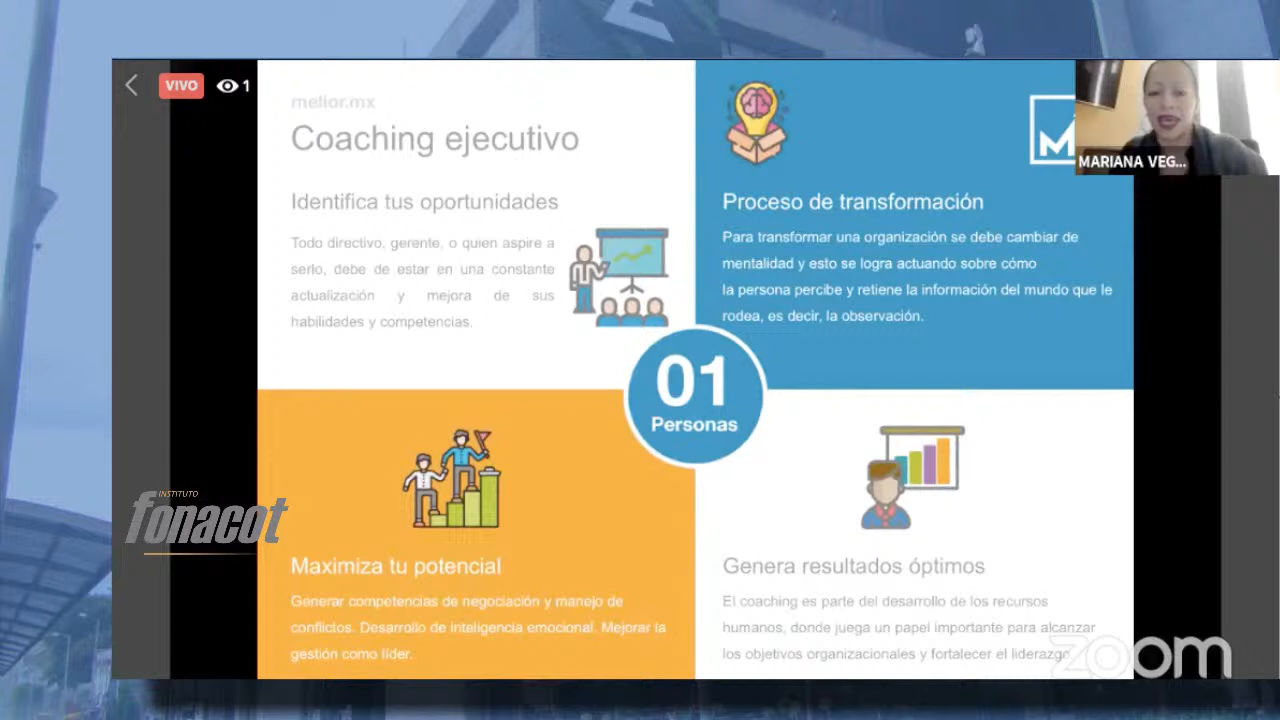 VIVO
1
melior.mx
Coaching ejecutivo
Identifica tus oportunidades
Todo directivo, gerente, o quien aspire a
serlo, debe de estar en una constante
actualización y mejora de sus
habilidades y competencias.
Proceso de transformación
Para transformar una organización se debe cambiar de
mentalidad y esto se logra actuando sobre cómo
la persona percibe y retiene la información del mundo que le
rodea, es decir, la observación.
M
MARIANA VEG...
01
Personas
INSTITUTO
fonacot
Maximiza tu potencial
Generar competencias de negociación y manejo de
conflictos. Desarrollo de inteligencia emocional. Mejorar la
gestión como líder.
Genera resultados óptimos
El coaching es parte del desarrollo de los recursos
humanos, donde juega un papel importante para alcanzar
los objetivos organizacionales y fortalecer el liderazgo
zoom